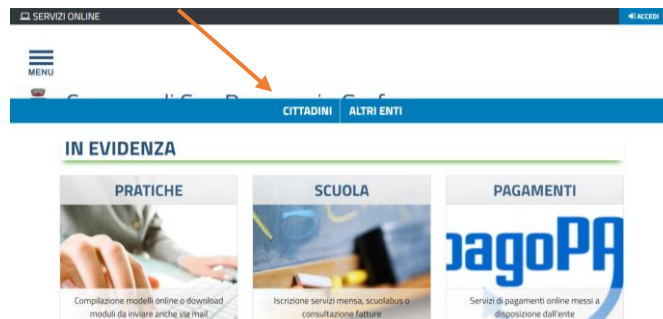 SERVIZI ONLINE
ACCEDI
MENU
CITTADINI ALTRI ENTI
IN EVIDENZA
PRATICHE
Compilazione modelli online o download
moduli da inviare anche via mail
SCUOLA
Iscrizione servizi mensa, scuolabus o
consultazione fatture
PAGAMENTI
pagoPA
Servizi di pagamenti online messi a
disposizione dall'ente